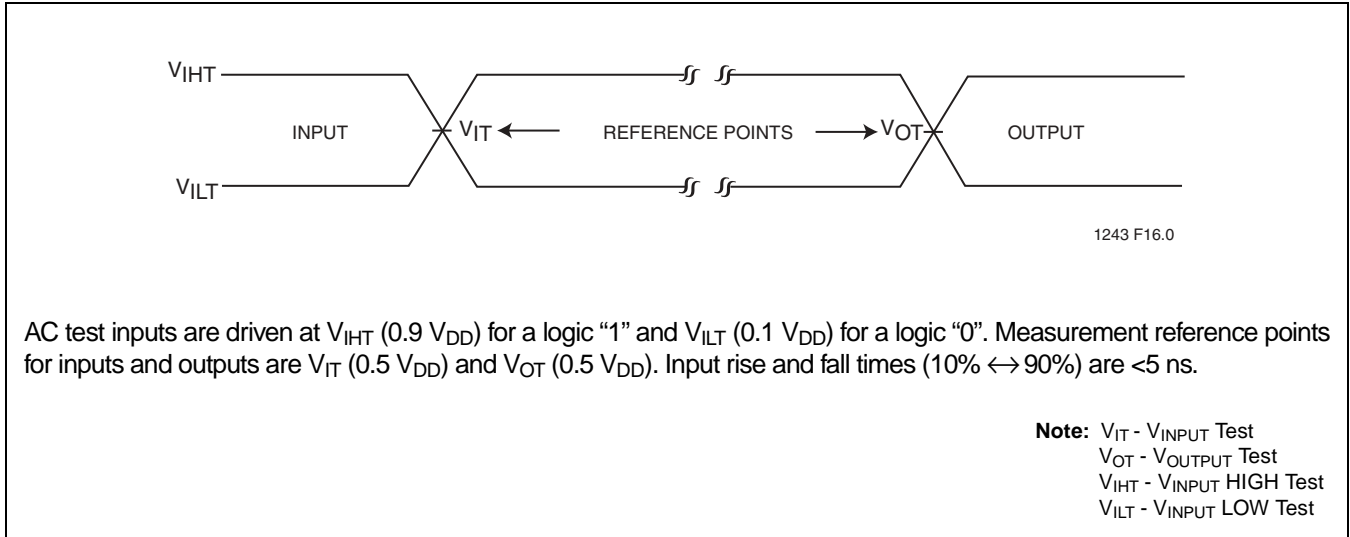 VIHT
INPUT VIT REFERENCE POINTS VOT OUTPUT
VILT
1243 F16.0
AC test inputs are driven at VIHT (0.9 VDD) for a logic “1” and VILT (0.1 VDD) for a logic “0”. Measurement reference points
for inputs and outputs are VIT (0.5 VDD) and VOT (0.5 VDD). Input rise and fall times (10% ↔ 90%) are <5 ns.
Note: VIT - VINPUT Test
VOT - VOUTPUT Test
VIHT - VINPUT HIGH Test
VILT - VINPUT LOW Test